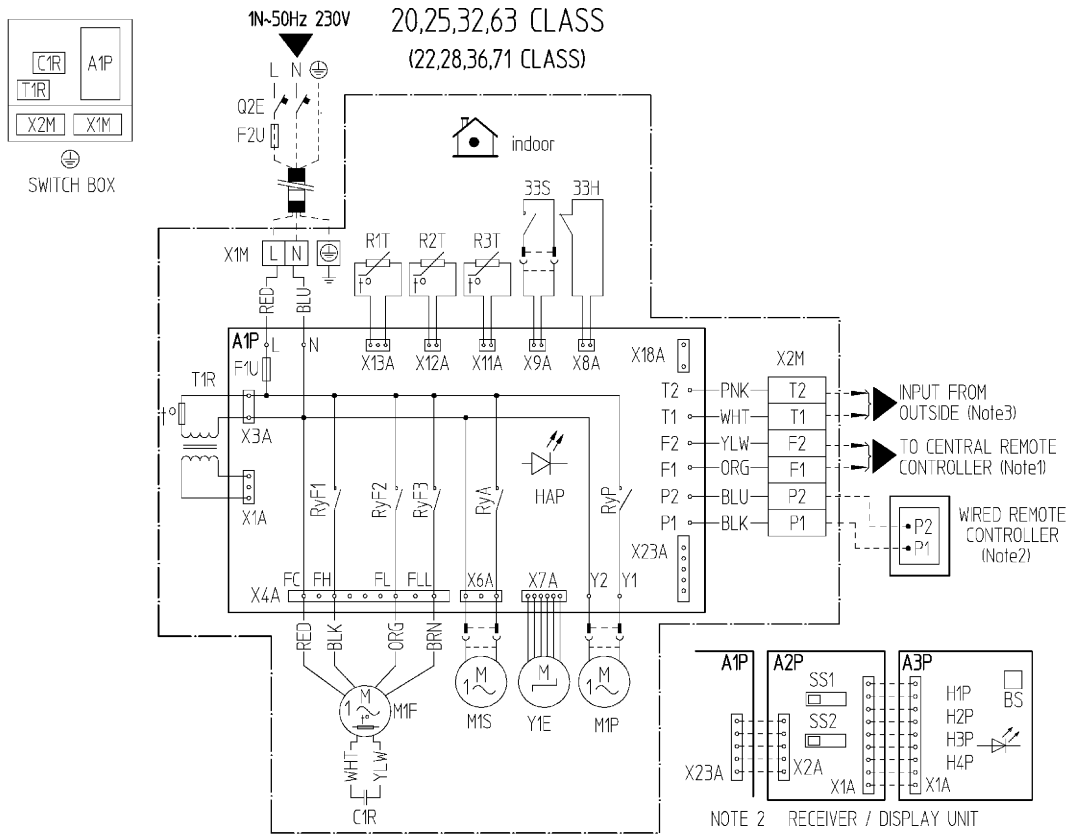 1N~50Hz 230V
20,25,32,63 CLASS
(22,28,36,71 CLASS)
C1R
A1P
T1R
X2M
X1M
SWITCH BOX
L N
Q2E
F2U
indoor
33S 33H
X1M
L N
R1T R2T R3T
t° t° t°
RED
BLU
A1P
L N
F1U
X13A X12A X11A X9A X8A
X18A
X2M
T1R
t°
X3A
X1A
T2 PNK T2
T1 WHT T1
F2 YLW F2
F1 ORG F1
P2 BLU P2
P1 BLK P1
INPUT FROM
OUTSIDE (Note3)
TO CENTRAL REMOTE
CONTROLLER (Note1)
P2
P1
WIRED REMOTE
CONTROLLER
(Note2)
HAP
RyF1
RyF2
RyF3
RyA
RyP
X23A
X4A
FC FH FL FLL X6A X7A Y2 Y1
RED
BLK
ORG
BRN
M
1~
t°
M1F
M
1~
M1S
M
Y1E
M
1~
M1P
WHT
YLW
C1R
A1P
X23A
A2P
SS1
SS2
X2A
X1A
A3P
BS
H1P
H2P
H3P
H4P
X1A
NOTE 2 RECEIVER / DISPLAY UNIT